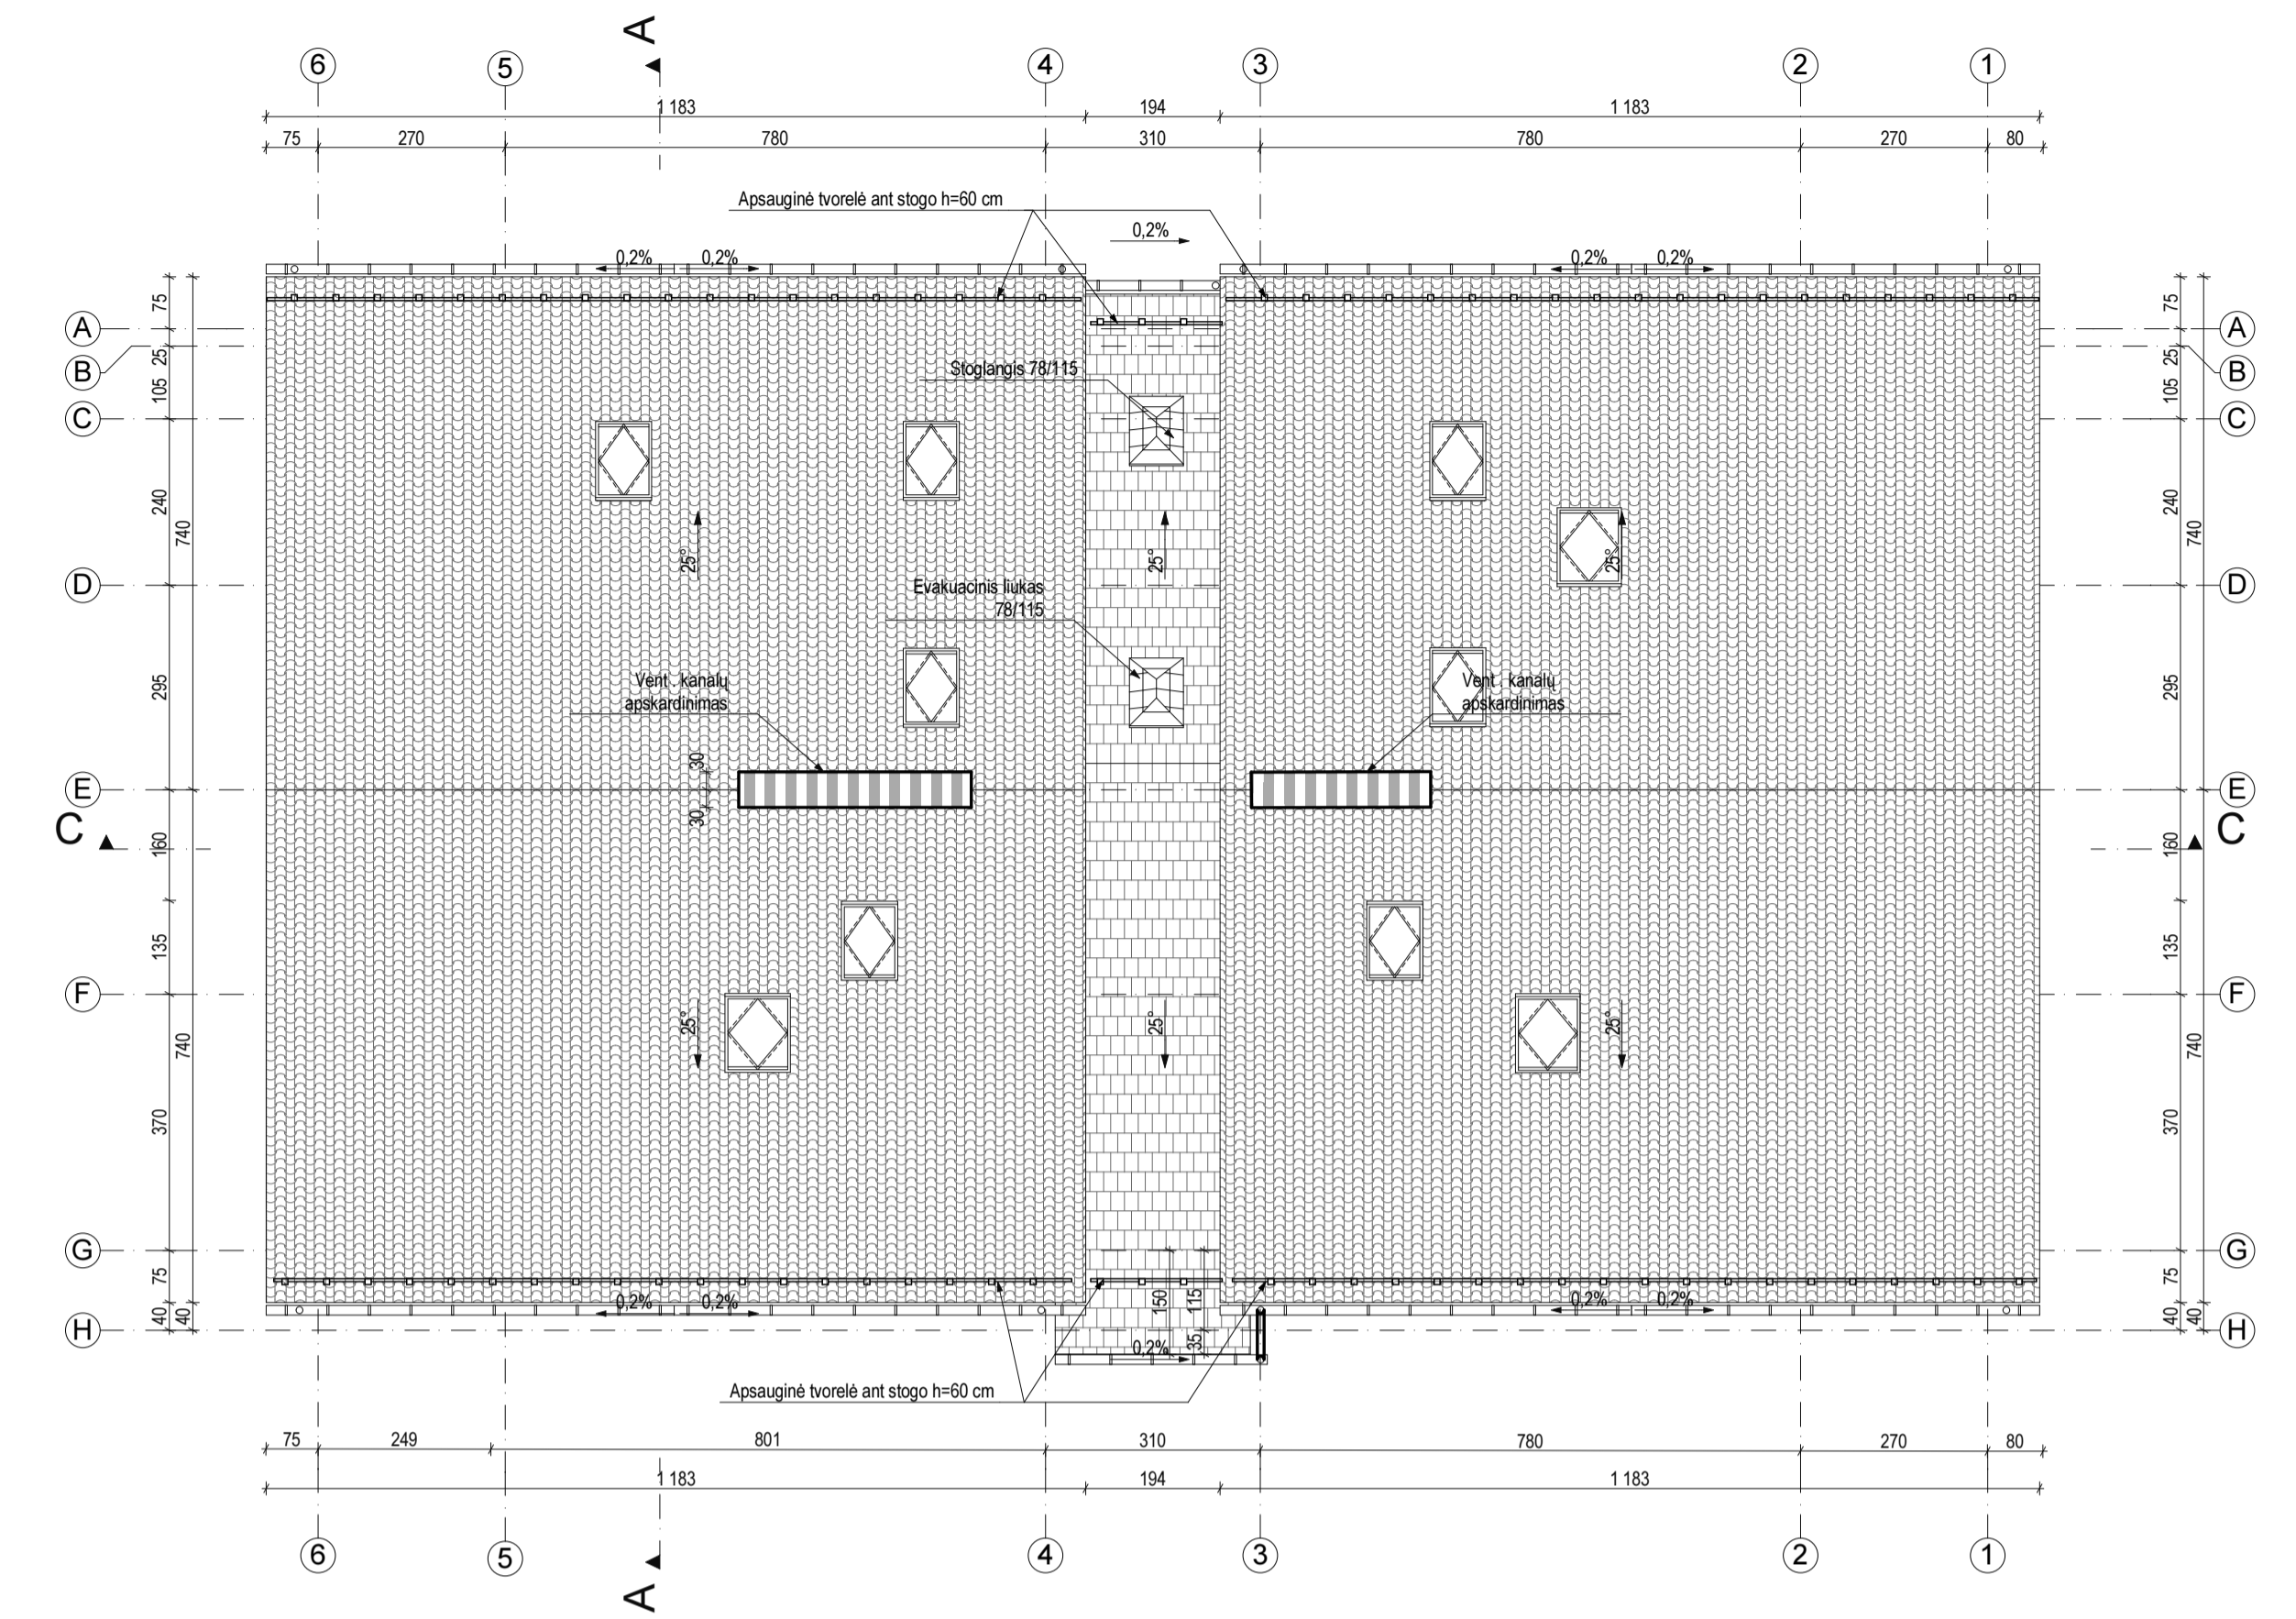 A
6 5 4 3 2 1
1 183 194 1 183
75 270 780 310 780 270 80
Apsauginė tvorelė ant stogo h=60 cm
0,2%
0,2% 0,2% 0,2% 0,2%
75 75
A A
25 25
B B
105 105
C C
Stoglangis 78/115
240 240
740 740
25° 25° 25°
D D
Evakuacinis liukas
78/115
295 295
Vent . kanalų Vent . kanalų
apskardinimas apskardinimas
30
E E
30
C C
160 160
135 135
F F
25° 25° 25°
740 740
370 370
G G
75 75
150 115
0,2% 0,2% 0,2% 0,2%
40 40 40 40
H H
35
0,2%
Apsauginė tvorelė ant stogo h=60 cm
75 249 801 310 780 270 80
1 183 194 1 183
6 5 4 3 2 1
A